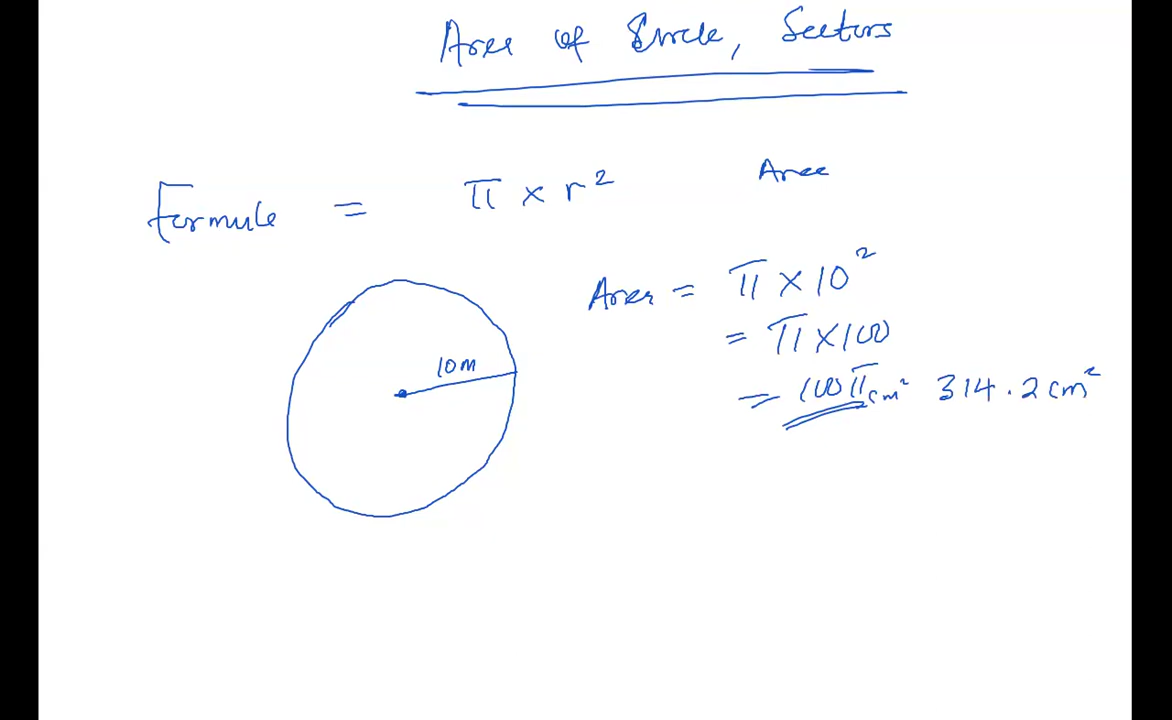 Area of Circle, Sectors
Area
Formula = π × r²
Area = π × 10²
= π × 100
10m
= 100π cm² 314.2 cm²